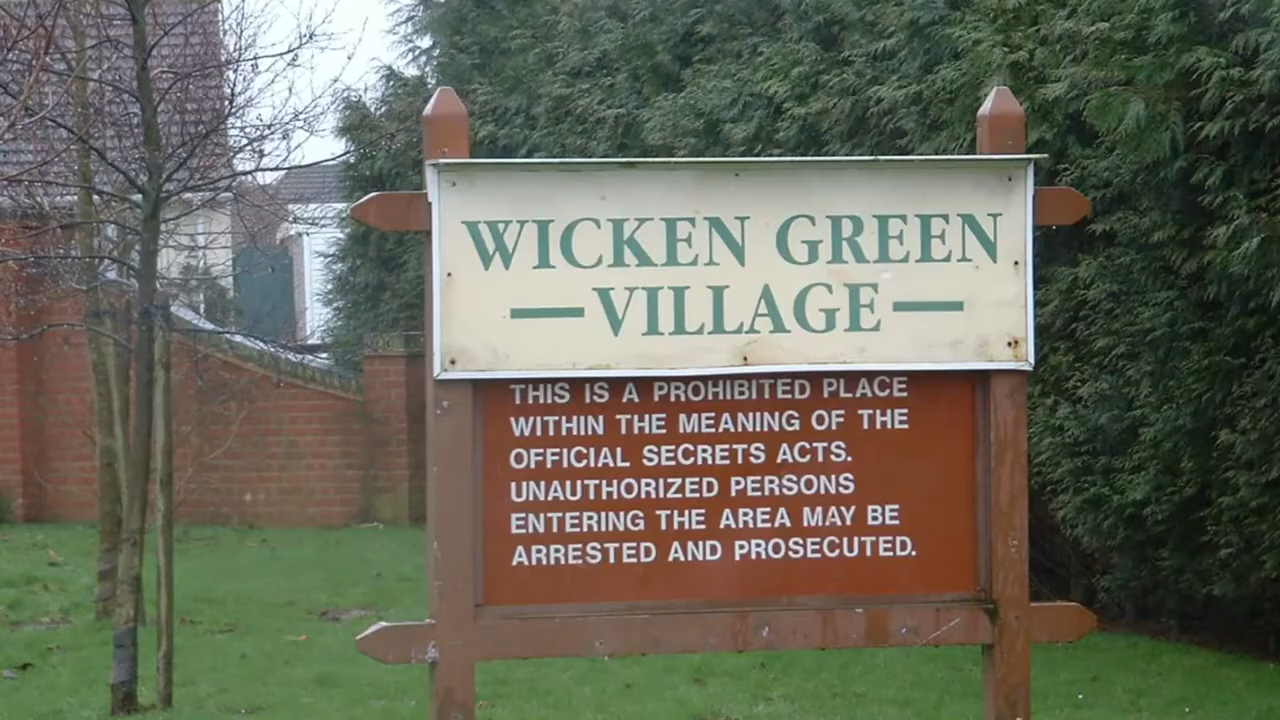 WICKEN GREEN
VILLAGE
THIS IS A PROHIBITED PLACE
WITHIN THE MEANING OF THE
OFFICIAL SECRETS ACTS.
UNAUTHORIZED PERSONS
ENTERING THE AREA MAY BE
ARRESTED AND PROSECUTED.